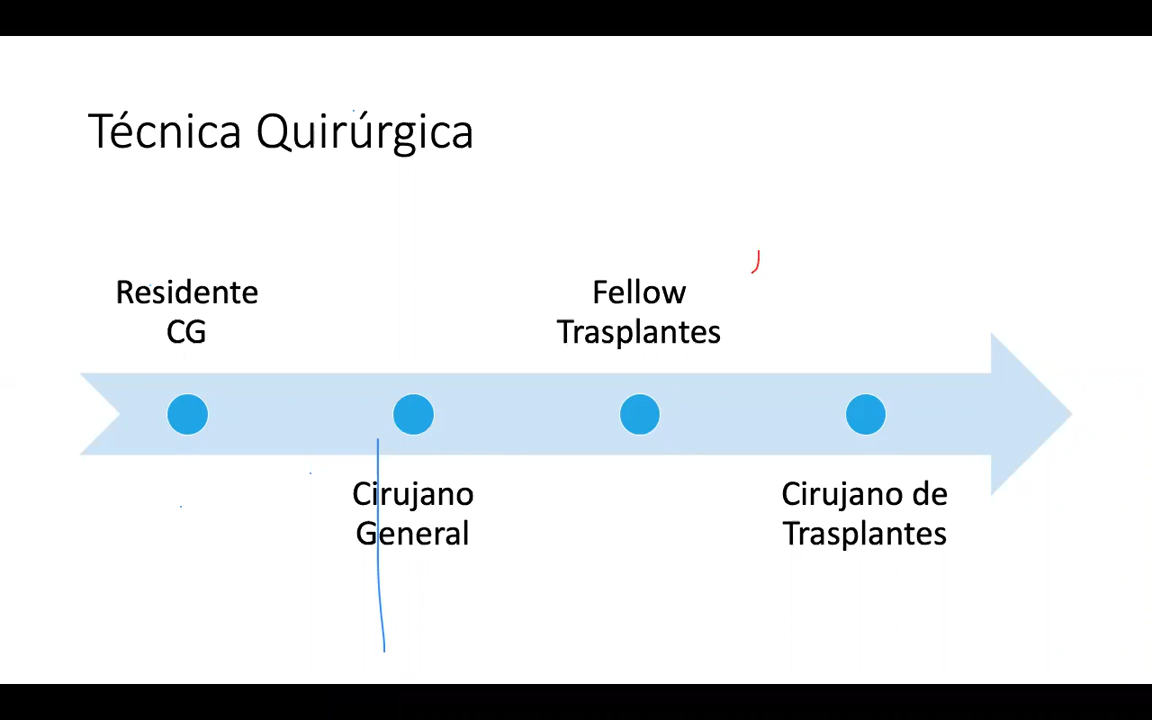 Técnica Quirúrgica
Residente
CG
Cirujano
General
Fellow
Trasplantes
Cirujano de
Trasplantes